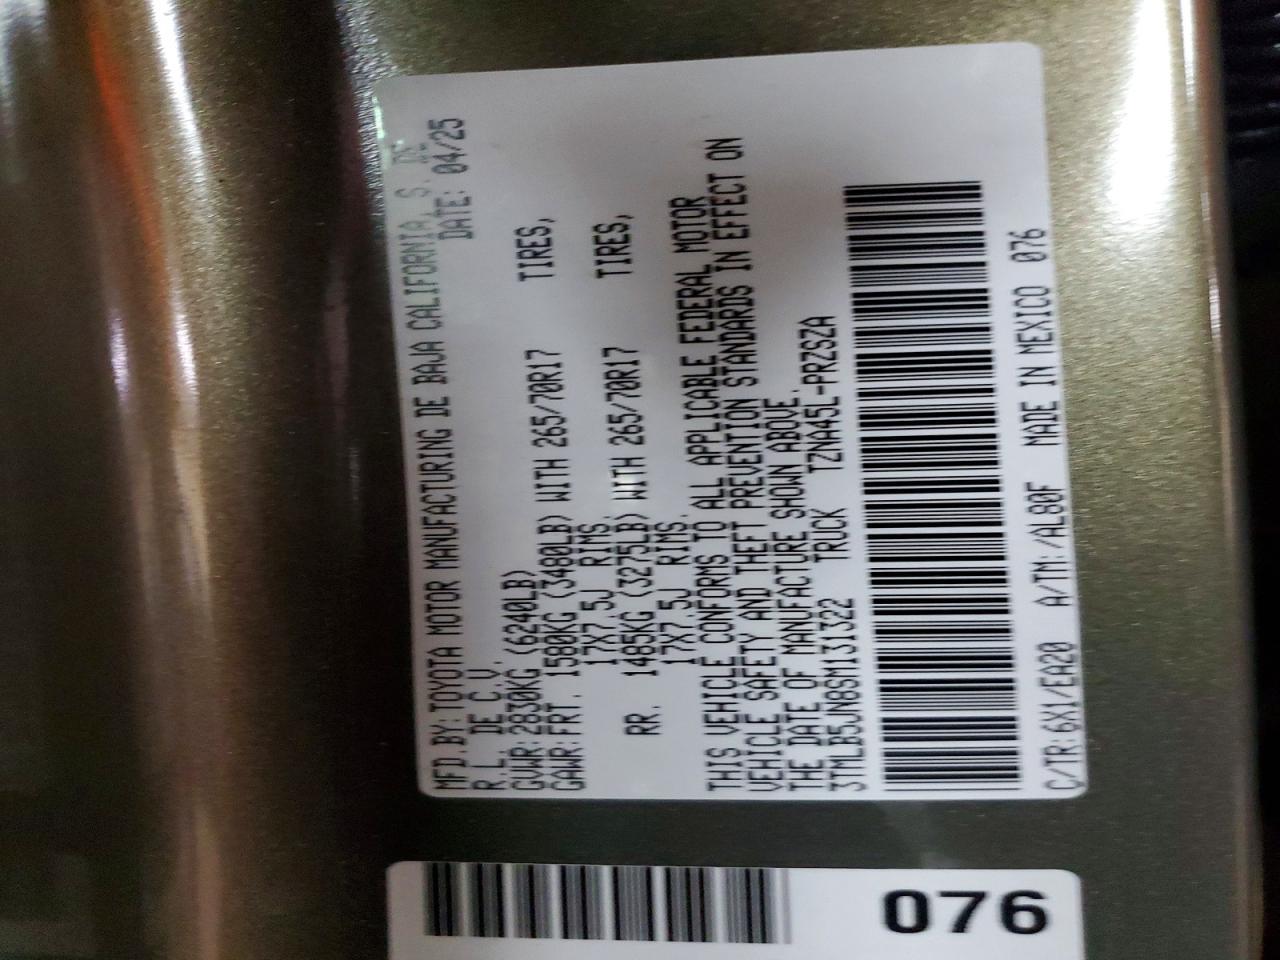 MFD.BY:TOYOTA MOTOR MANUFACTURING DE BAJA CALIFORNIA, S. DE
R.L. DE C.V. DATE: 04/25
GVWR:2830KG (6240LB)
GAWR:FRT. 1580KG (3480LB) WITH 265/70R17 TIRES,
17X7.5J RIMS
RR. 1485KG (3275LB) WITH 265/70R17 TIRES,
17X7.5J RIMS.
THIS VEHICLE CONFORMS TO ALL APPLICABLE FEDERAL MOTOR
VEHICLE SAFETY AND THEFT PREVENTION STANDARDS IN EFFECT ON
THE DATE OF MANUFACTURE SHOWN ABOVE.
3TMLB5JN8SM131322 TRUCK TZNA45L-PRZSZA
C/TR:6X1/EA20 A/TM:/AL80F MADE IN MEXICO 076
076